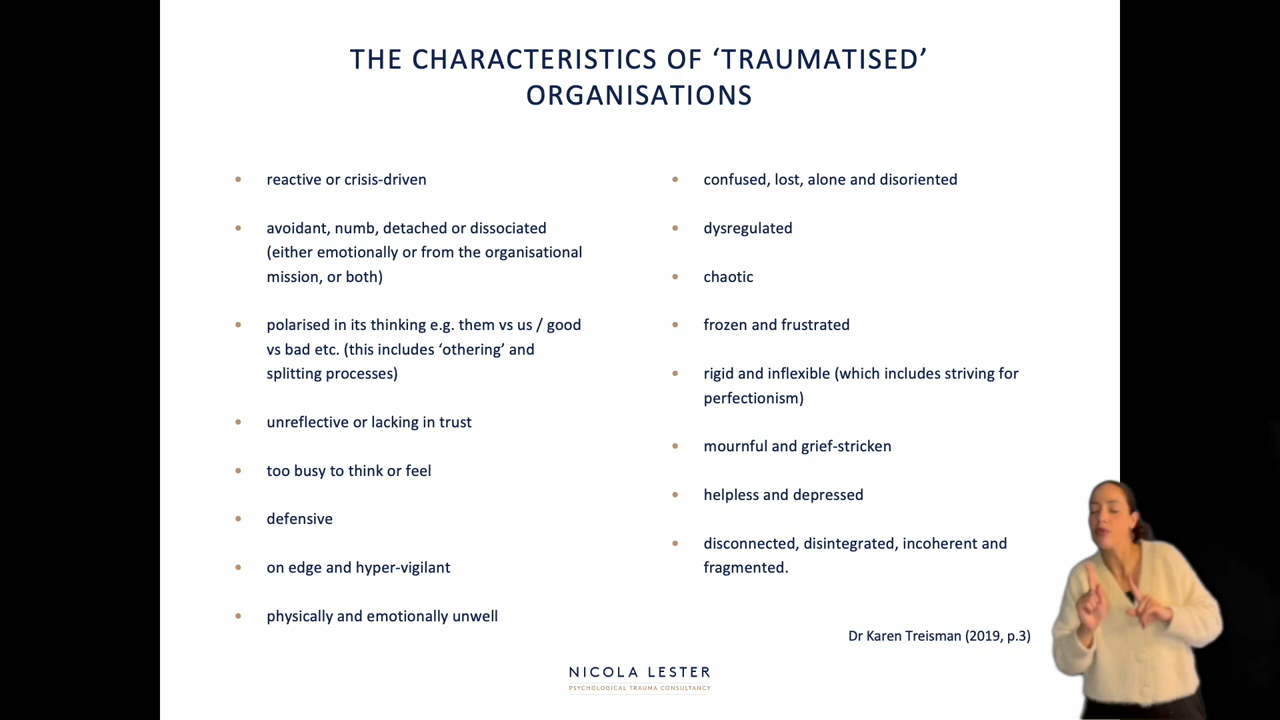 THE CHARACTERISTICS OF ‘TRAUMATISED’
ORGANISATIONS
• reactive or crisis-driven
• avoidant, numb, detached or dissociated
(either emotionally or from the organisational
mission, or both)
• polarised in its thinking e.g. them vs us / good
vs bad etc. (this includes ‘othering’ and
splitting processes)
• unreflective or lacking in trust
• too busy to think or feel
• defensive
• on edge and hyper-vigilant
• physically and emotionally unwell
• confused, lost, alone and disoriented
• dysregulated
• chaotic
• frozen and frustrated
• rigid and inflexible (which includes striving for
perfectionism)
• mournful and grief-stricken
• helpless and depressed
• disconnected, disintegrated, incoherent and
fragmented.
Dr Karen Treisman (2019, p.3)
NICOLA LESTER
PSYCHOLOGICAL TRAUMA CONSULTANCY